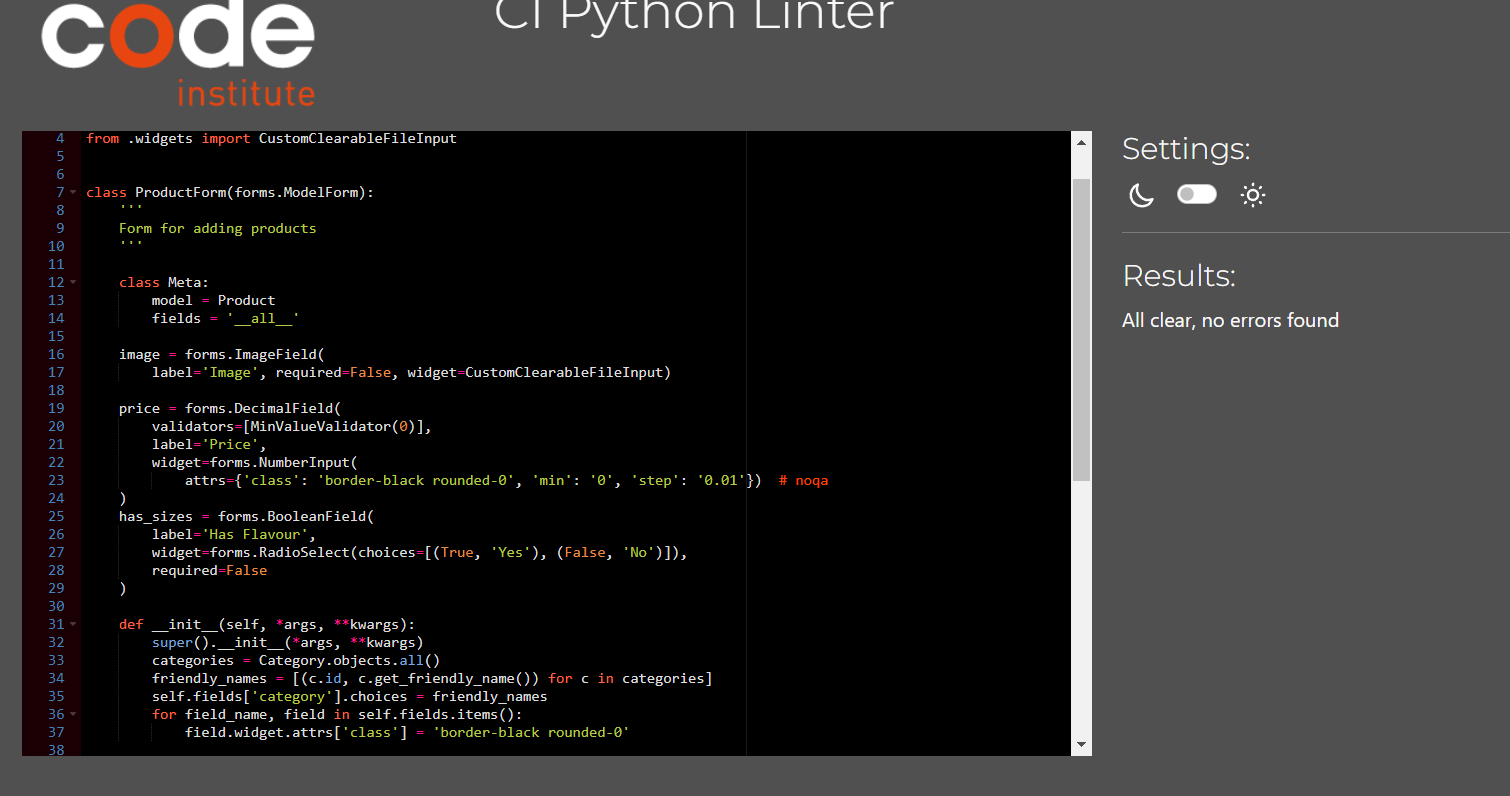 code
institute
CI Python Linter
4 from .widgets import CustomClearableFileInput
5
6
7 class ProductForm(forms.ModelForm):
8     '''
9     Form for adding products
10     '''
11
12     class Meta:
13         model = Product
14         fields = '__all__'
15
16     image = forms.ImageField(
17         label='Image', required=False, widget=CustomClearableFileInput)
18
19     price = forms.DecimalField(
20         validators=[MinValueValidator(0)],
21         label='Price',
22         widget=forms.NumberInput(
23             attrs={'class': 'border-black rounded-0', 'min': '0', 'step': '0.01'})  # noqa
24     )
25     has_sizes = forms.BooleanField(
26         label='Has Flavour',
27         widget=forms.RadioSelect(choices=[(True, 'Yes'), (False, 'No')]),
28         required=False
29     )
30
31     def __init__(self, *args, **kwargs):
32         super().__init__(*args, **kwargs)
33         categories = Category.objects.all()
34         friendly_names = [(c.id, c.get_friendly_name()) for c in categories]
35         self.fields['category'].choices = friendly_names
36         for field_name, field in self.fields.items():
37             field.widget.attrs['class'] = 'border-black rounded-0'
38
Settings:
Results:
All clear, no errors found